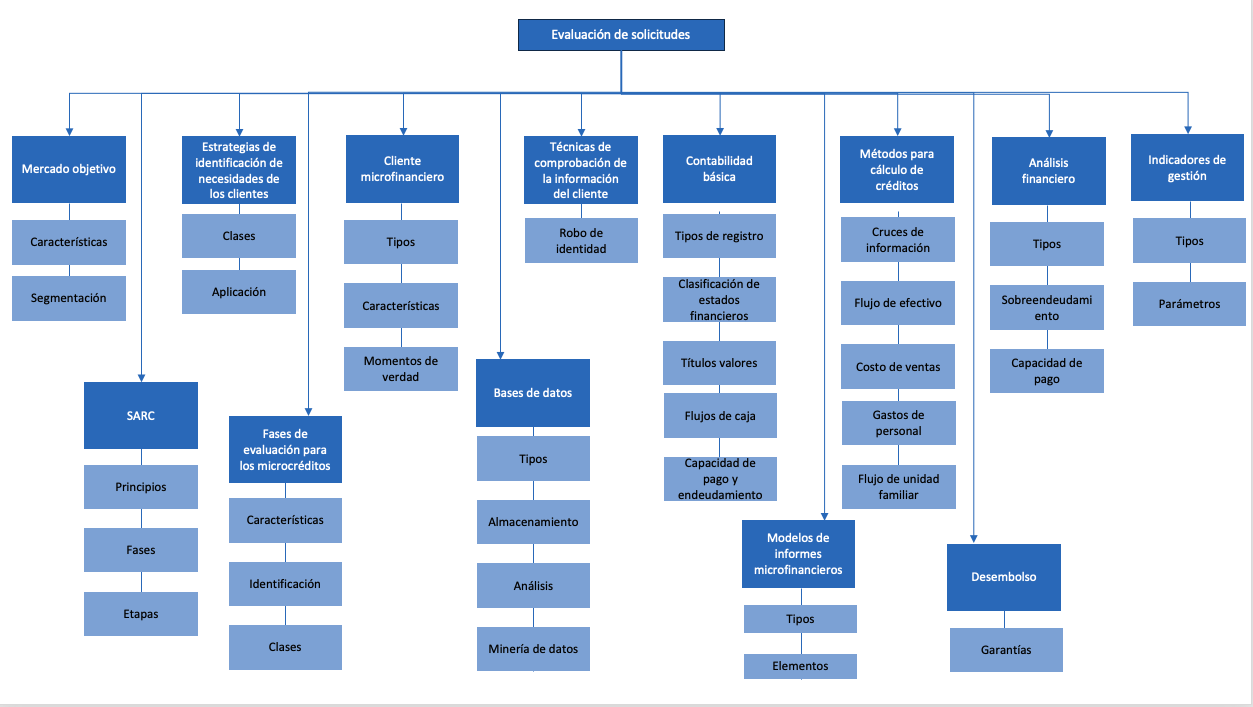 Evaluación de solicitudes
Mercado objetivo
Características
Segmentación
SARC
Principios
Fases
Etapas
Estrategias de
identificación de
necesidades de
los clientes
Clases
Aplicación
Fases de
evaluación para
los microcréditos
Características
Identificación
Clases
Cliente
microfinanciero
Tipos
Características
Momentos de
verdad
Bases de datos
Tipos
Almacenamiento
Análisis
Minería de datos
Técnicas de
comprobación de
la información
del cliente
Robo de
identidad
Contabilidad
básica
Tipos de registro
Clasificación de
estados
financieros
Títulos valores
Flujos de caja
Capacidad de
pago y
endeudamiento
Modelos de
informes
microfinancieros
Tipos
Elementos
Métodos para
cálculo de
créditos
Cruces de
información
Flujo de efectivo
Costo de ventas
Gastos de
personal
Flujo de unidad
familiar
Desembolso
Garantías
Análisis
financiero
Tipos
Sobreendeudami
ento
Capacidad de
pago
Indicadores de
gestión
Tipos
Parámetros